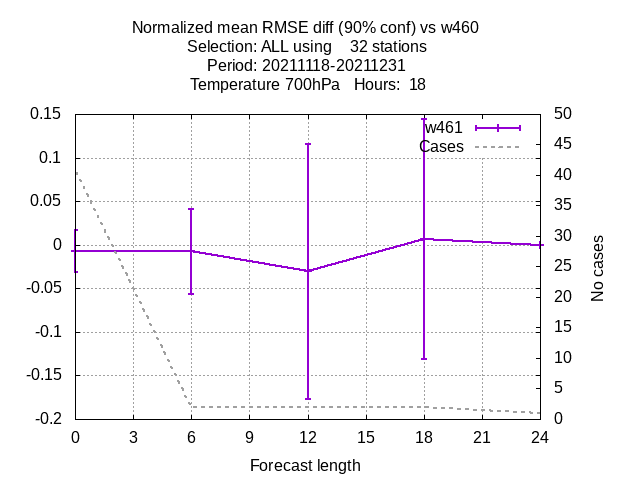 Normalized mean RMSE diff (90% conf) vs w460
Selection: ALL using    32 stations
Period: 20211118-20211231
Temperature 700hPa   Hours:  18
w461
Cases
0.15
0.1
0.05
0
-0.05
-0.1
-0.15
-0.2
50
45
40
35
30
25
20
15
10
5
0
No cases
0 3 6 9 12 15 18 21 24
Forecast length